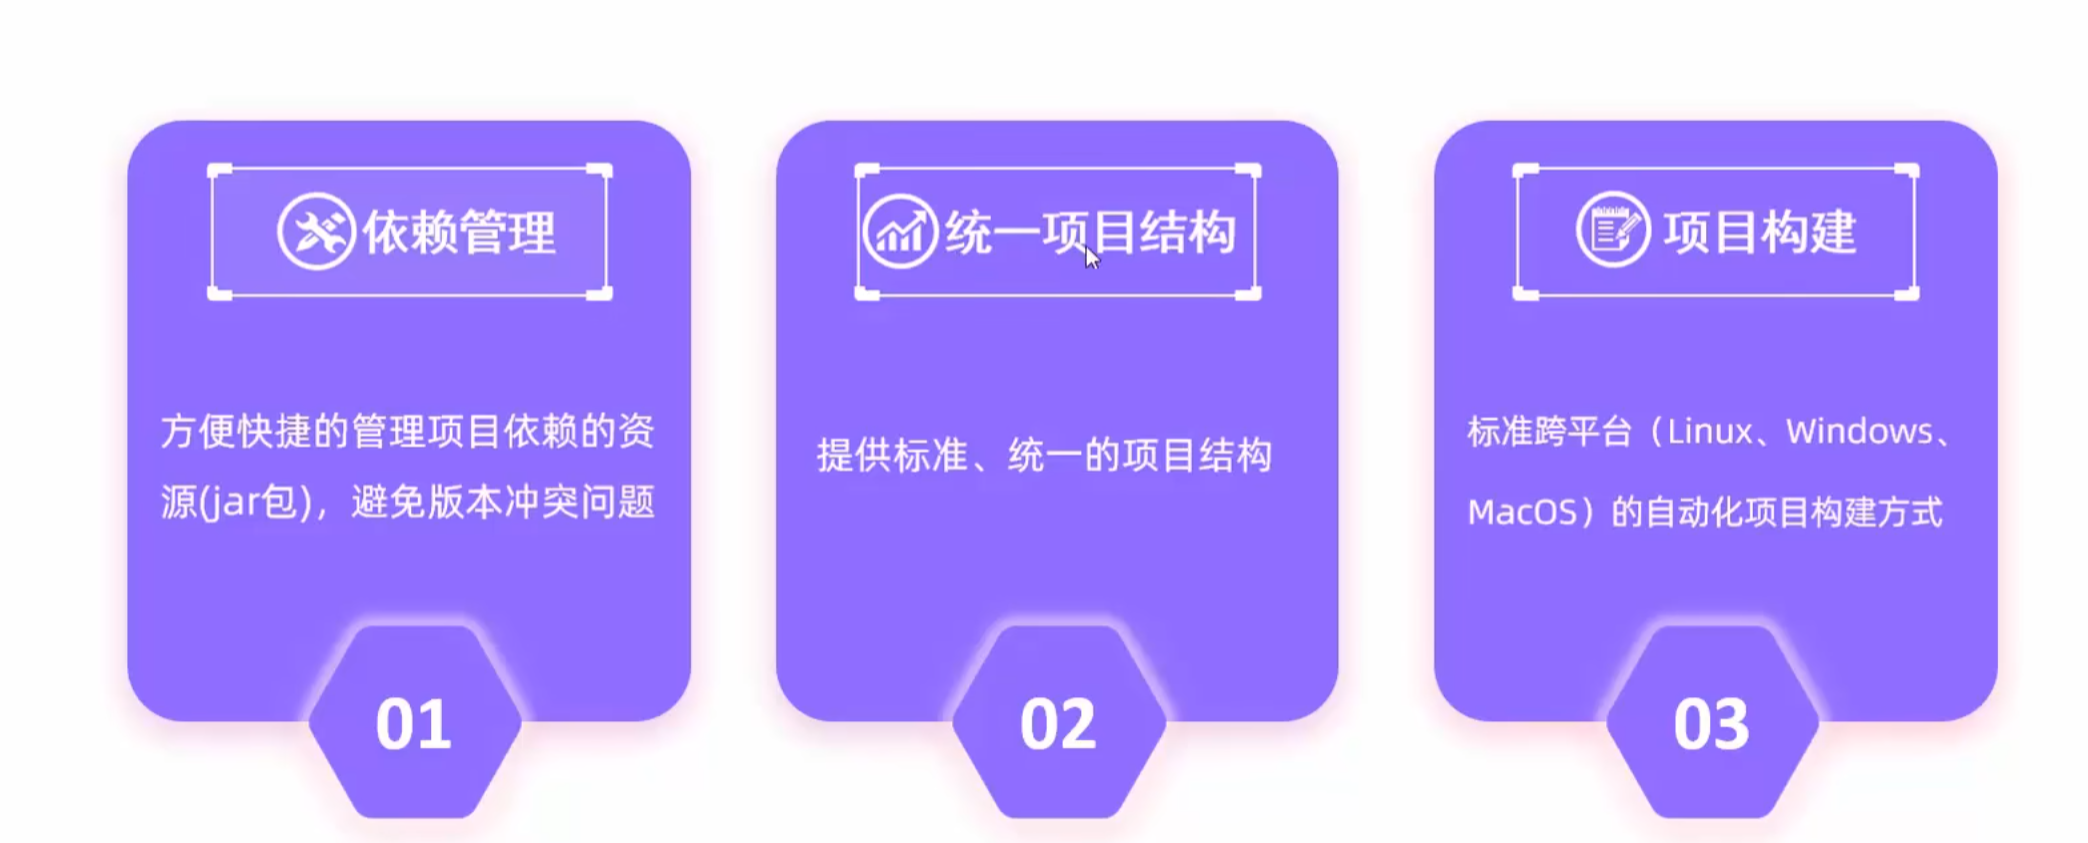 依赖管理
方便快捷的管理项目依赖的资
源(jar包)，避免版本冲突问题
01
统一项目结构
提供标准、统一的项目结构
02
项目构建
标准跨平台（Linux、Windows、
MacOS）的自动化项目构建方式
03